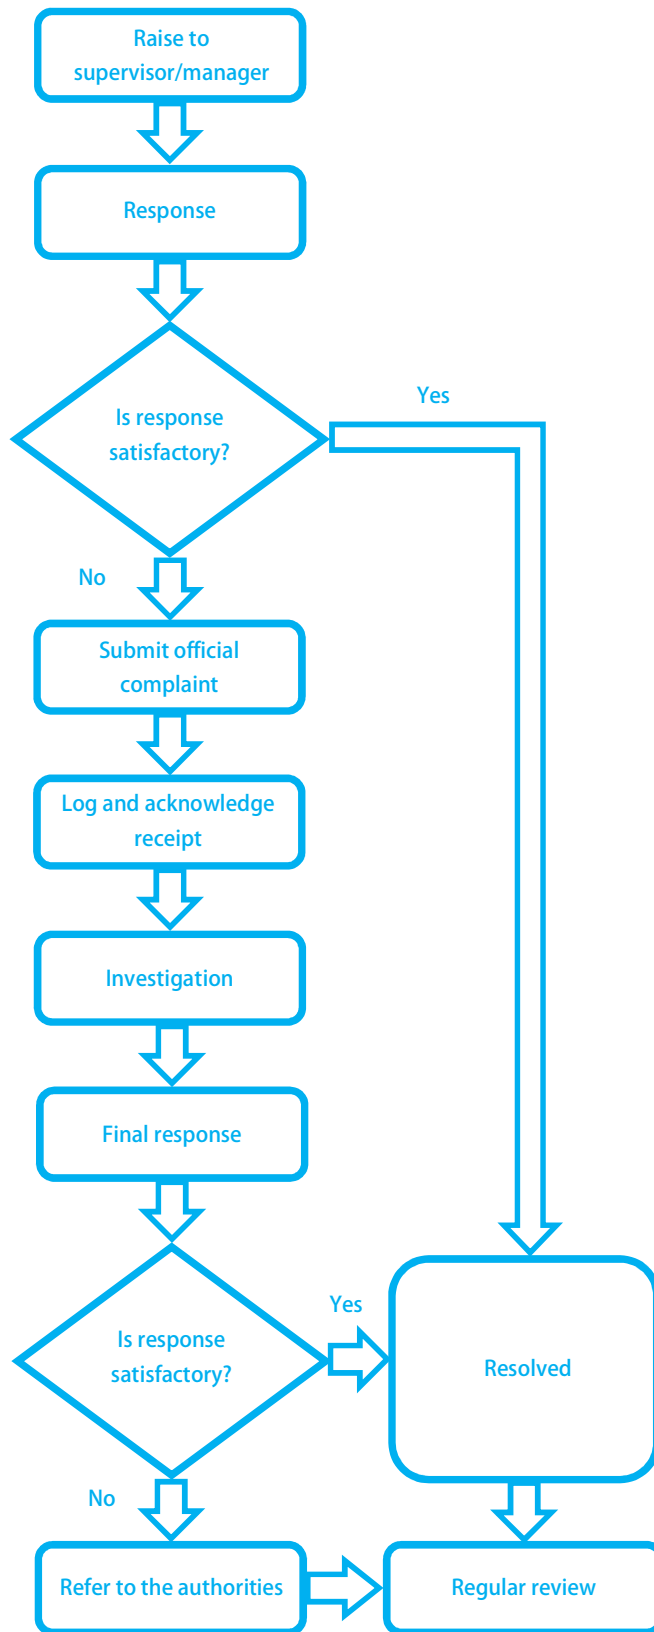 Raise to
supervisor/manager
Response
Is response
satisfactory?
Yes
No
Submit official
complaint
Log and acknowledge
receipt
Investigation
Final response
Is response
satisfactory?
Yes
Resolved
No
Refer to the authorities
Regular review